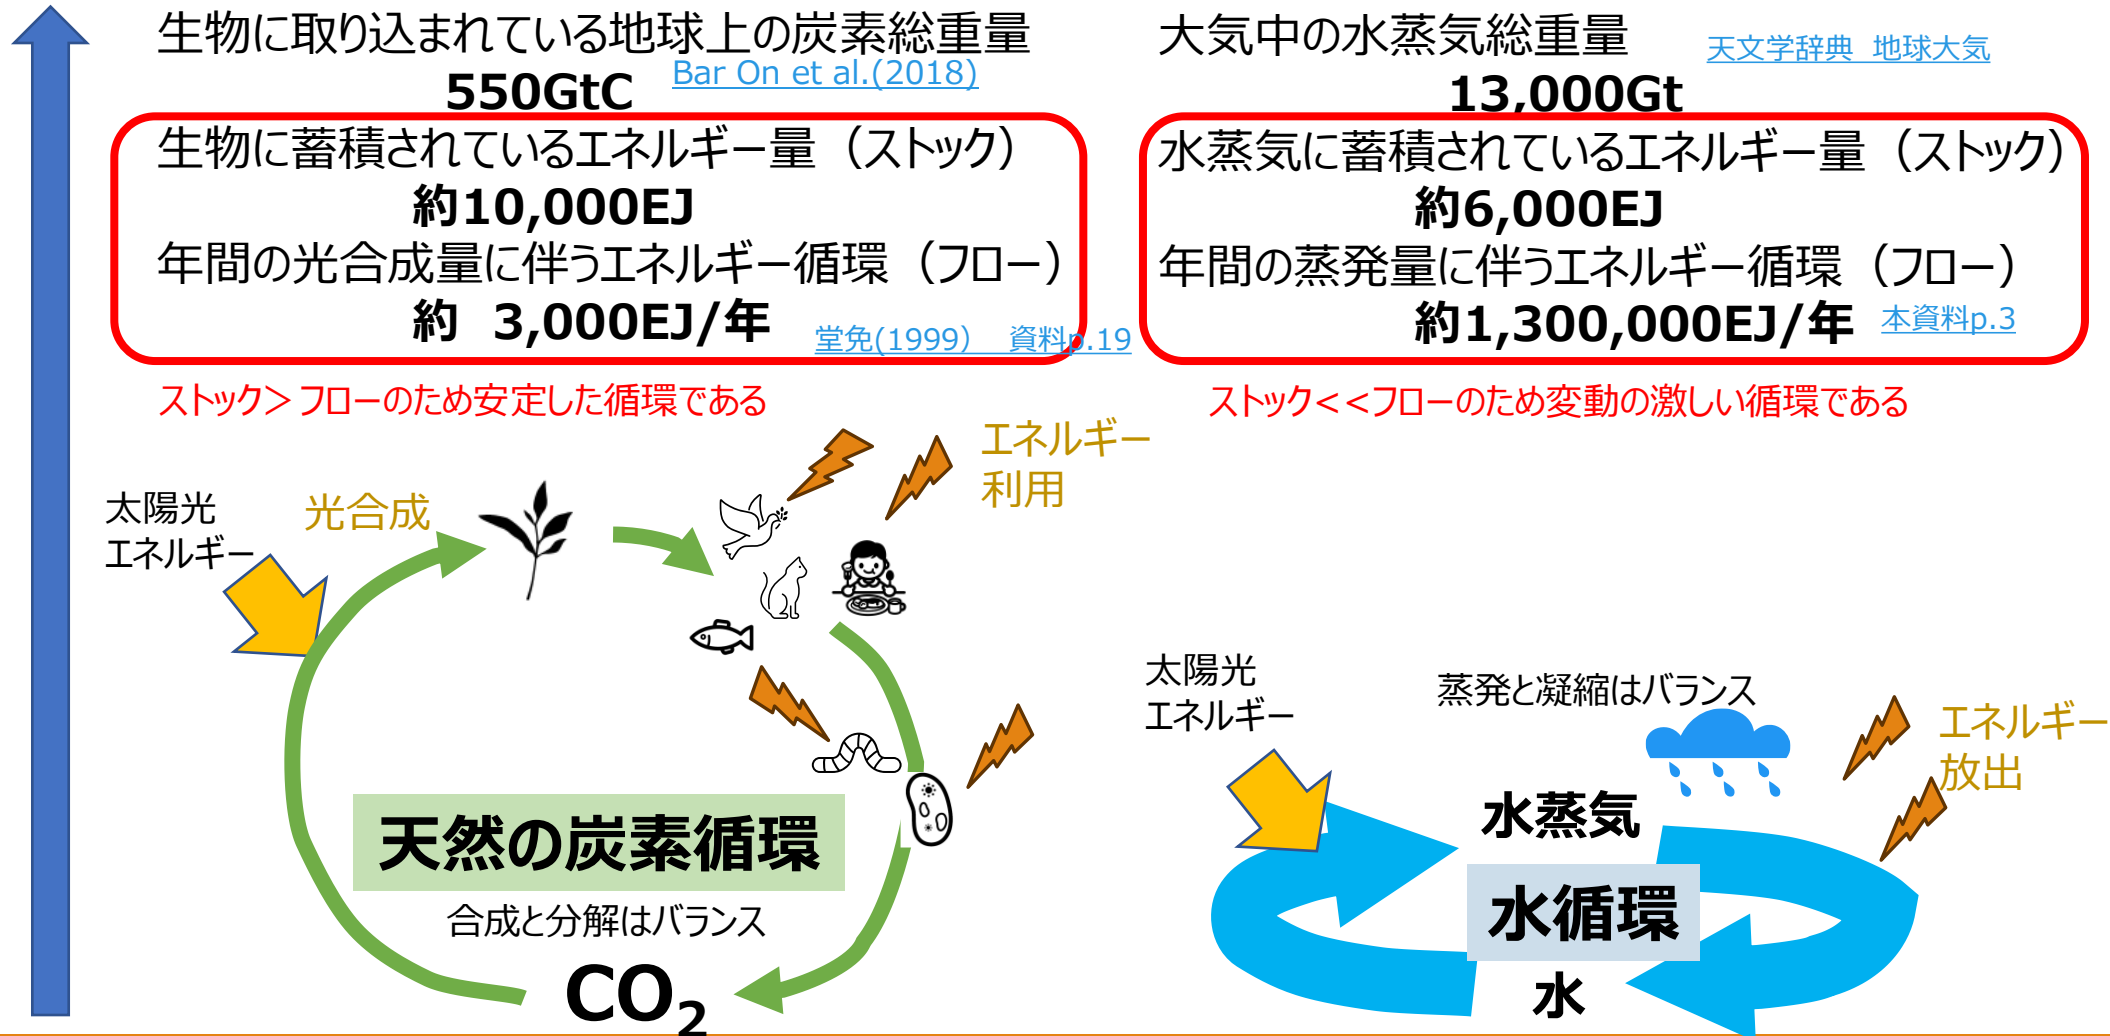 生物に取り込まれている地球上の炭素総重量
550GtC Bar On et al.(2018)
生物に蓄積されているエネルギー量（ストック）
約10,000EJ
年間の光合成量に伴うエネルギー循環（フロー）
約 3,000EJ/年 堂免(1999） 資料p.19
ストック＞フローのため安定した循環である
大気中の水蒸気総重量 天文学辞典 地球大気
13,000Gt
水蒸気に蓄積されているエネルギー量（ストック）
約6,000EJ
年間の蒸発量に伴うエネルギー循環（フロー）
約1,300,000EJ/年 本資料p.3
ストック<<フローのため変動の激しい循環である
太陽光
エネルギー
光合成
エネルギー
利用
天然の炭素循環
合成と分解はバランス
CO₂
太陽光
エネルギー
蒸発と凝縮はバランス
エネルギー
放出
水蒸気
水循環
水